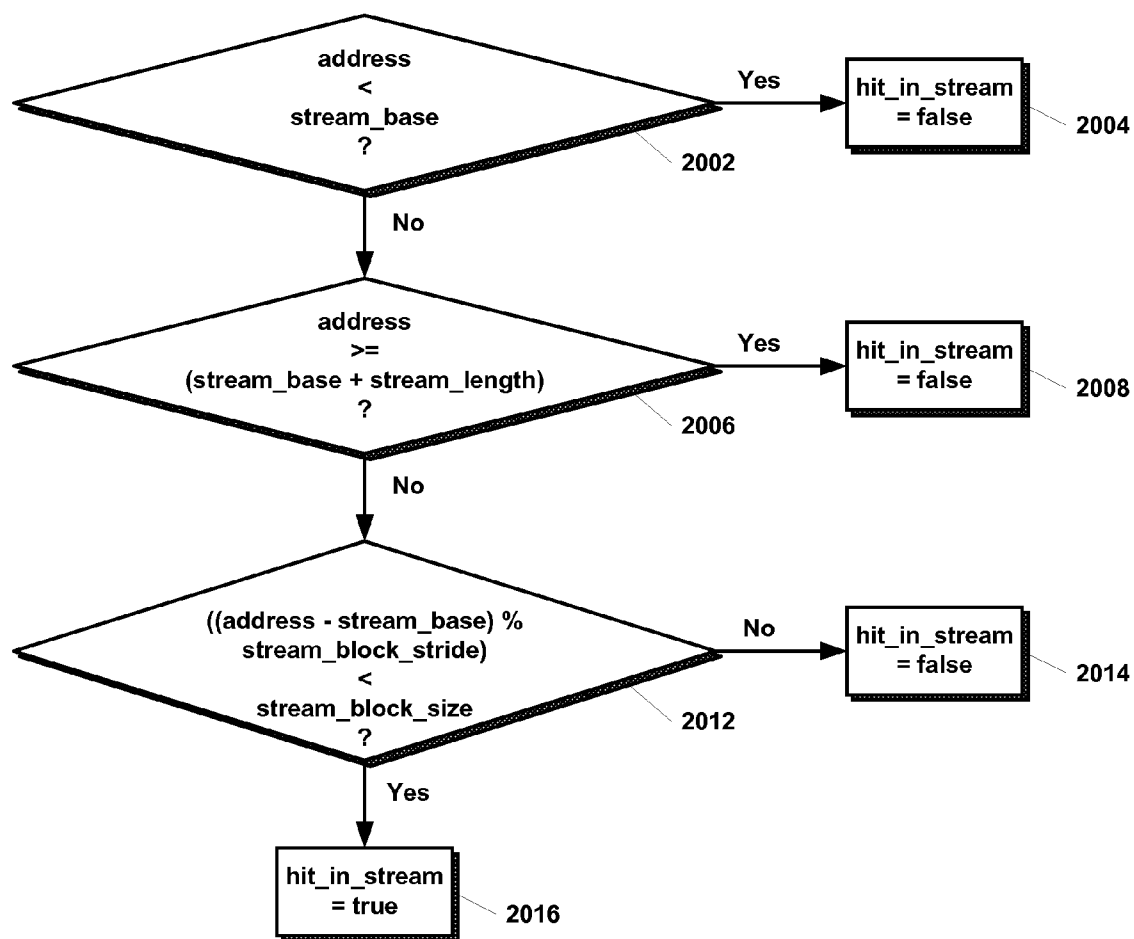 address
<
stream_base
?
Yes
hit_in_stream
= false
2004
2002
No
address
>=
(stream_base + stream_length)
?
Yes
hit_in_stream
= false
2008
2006
No
((address - stream_base) %
stream_block_stride)
<
stream_block_size
?
No
hit_in_stream
= false
2014
2012
Yes
hit_in_stream
= true
2016